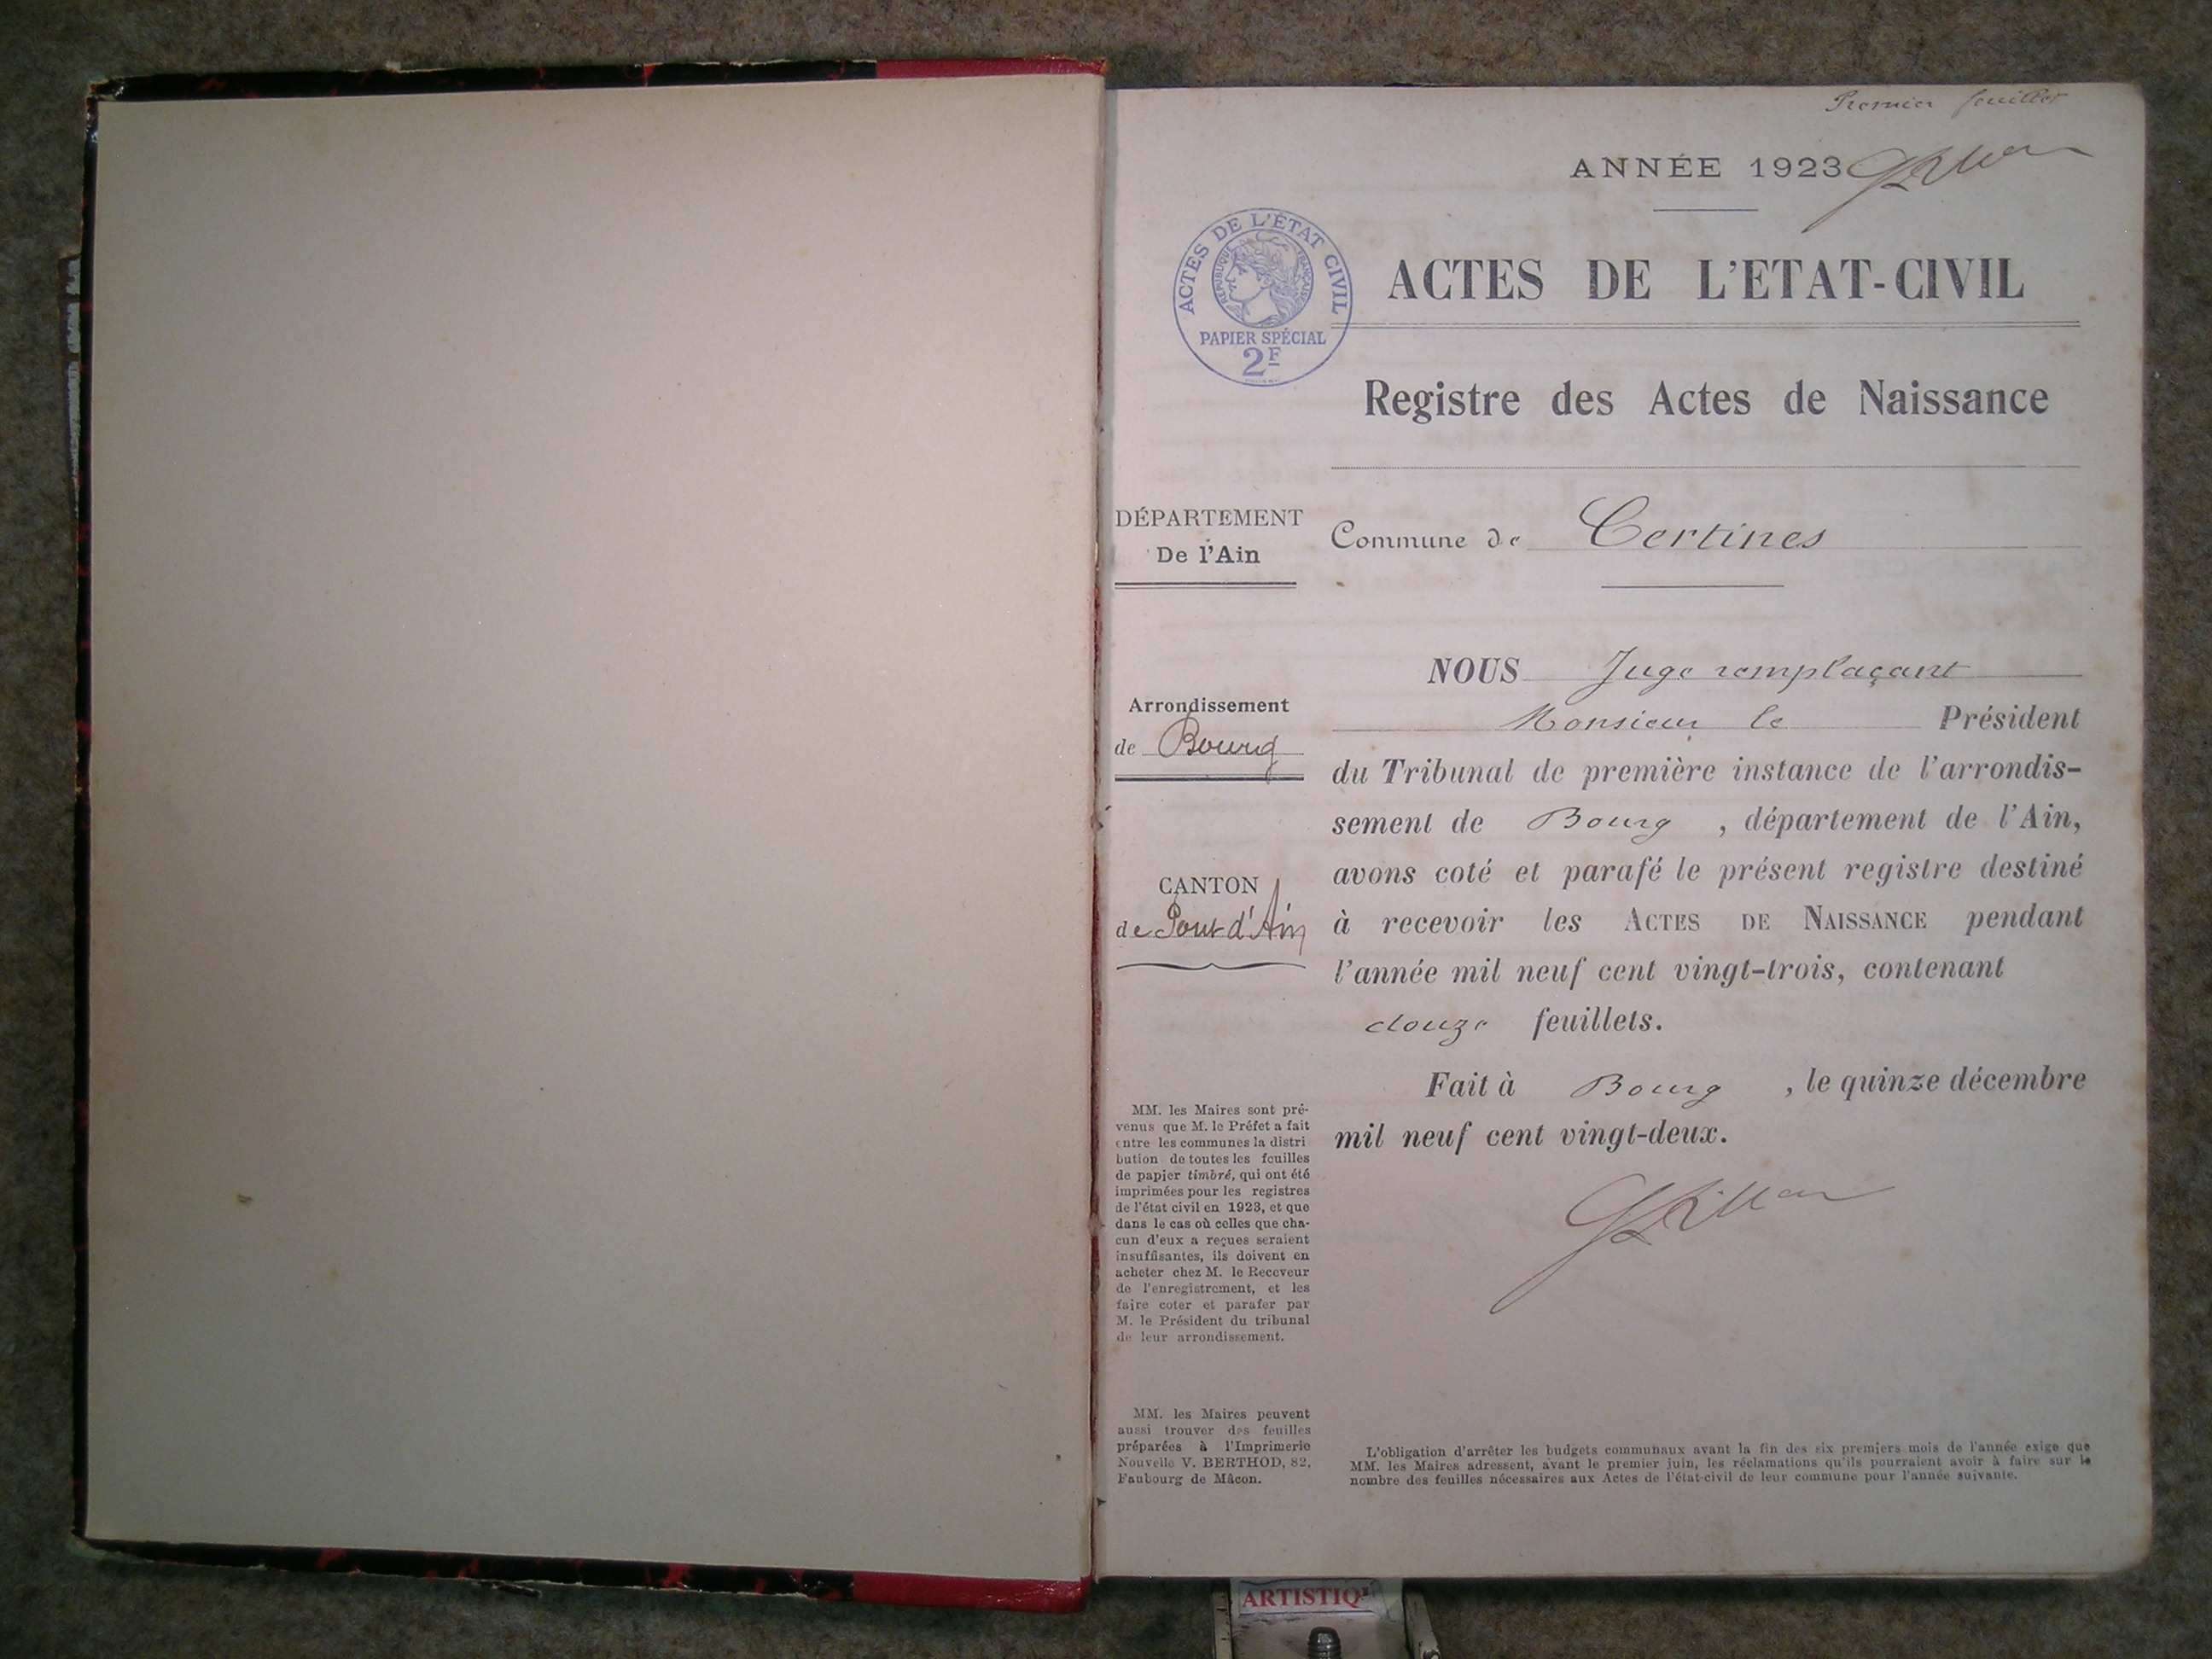 Premier feuillet
ANNÉE 1923
ACTES DE L'ÉTAT CIVIL
RÉPUBLIQUE FRANÇAISE
PAPIER SPÉCIAL
2F
ACTES DE L'ETAT-CIVIL
Registre des Actes de Naissance
DÉPARTEMENT
De l'Ain
Commune de Certines
Arrondissement
de Bourg
CANTON
de Pont d'Ain
NOUS Juge remplaçant
Monsieur le Président
du Tribunal de première instance de l'arrondis-
sement de Bourg, département de l'Ain,
avons coté et parafé le présent registre destiné
à recevoir les ACTES DE NAISSANCE pendant
l'année mil neuf cent vingt-trois, contenant
douze feuillets.
Fait à Bourg, le quinze décembre
mil neuf cent vingt-deux.
MM. les Maires sont pré-
venus que M. le Préfet a fait
entre les communes la distri
bution de toutes les feuilles
de papier timbré, qui ont été
imprimées pour les registres
de l'état civil en 1923, et que
dans le cas où celles que cha-
cun d'eux a reçues seraient
insuffisantes, ils doivent en
acheter chez M. le Receveur
de l'enregistrement, et les
faire coter et parafer par
M. le Président du tribunal
de leur arrondissement.
MM. les Maires peuvent
aussi trouver des feuilles
préparées à l'Imprimerie
Nouvelle V. BERTHOD, 82,
Faubourg de Mâcon.
L'obligation d'arrêter les budgets communaux avant la fin des six premiers mois de l'année exige que
MM. les Maires adressent, avant le premier juin, les réclamations qu'ils pourraient avoir à faire sur le
nombre des feuilles nécessaires aux Actes de l'état-civil de leur commune pour l'année suivante.
ARTISTIQ